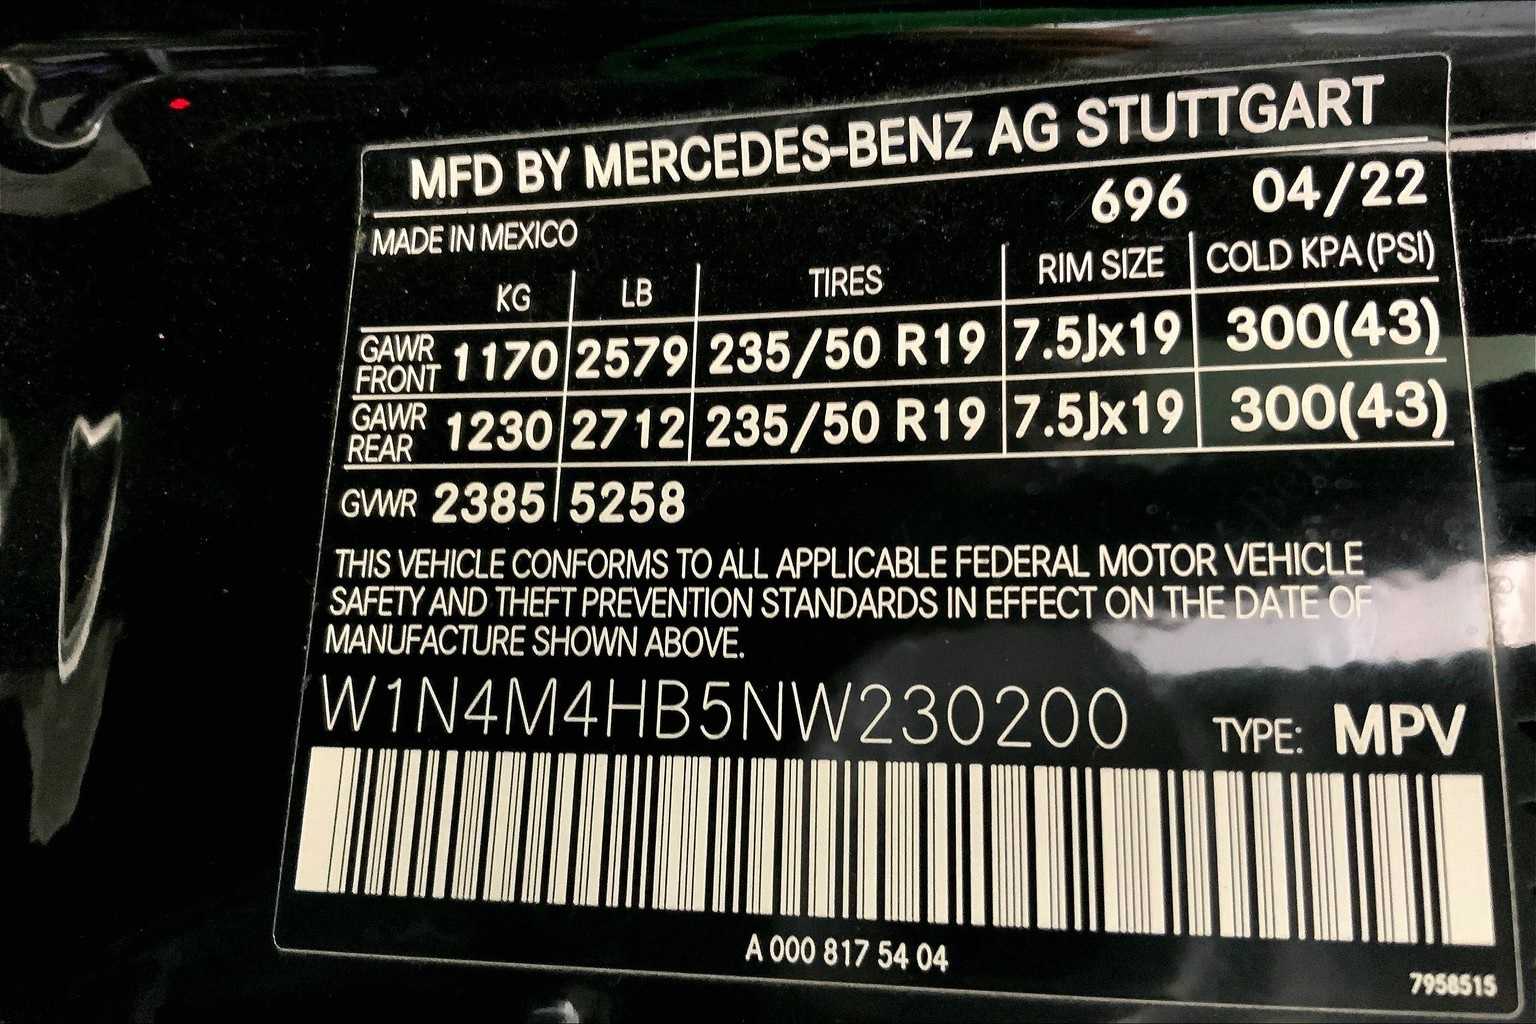 MFD BY MERCEDES-BENZ AG STUTTGART
696 04/22
MADE IN MEXICO
KG LB TIRES RIM SIZE COLD KPA (PSI)
GAWR FRONT 1170 2579 235/50 R19 7.5Jx19 300(43)
GAWR REAR 1230 2712 235/50 R19 7.5Jx19 300(43)
GVWR 2385 5258
THIS VEHICLE CONFORMS TO ALL APPLICABLE FEDERAL MOTOR VEHICLE
SAFETY AND THEFT PREVENTION STANDARDS IN EFFECT ON THE DATE OF
MANUFACTURE SHOWN ABOVE.
W1N4M4HB5NW230200 TYPE: MPV
A 000 817 54 04
7958515